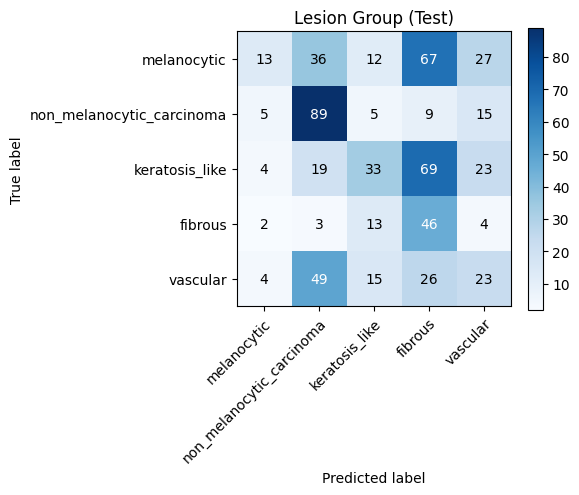 Lesion Group (Test)
True label
melanocytic 13 36 12 67 27
non_melanocytic_carcinoma 5 89 5 9 15
keratosis_like 4 19 33 69 23
fibrous 2 3 13 46 4
vascular 4 49 15 26 23
melanocytic
non_melanocytic_carcinoma
keratosis_like
fibrous
vascular
Predicted label
80
70
60
50
40
30
20
10